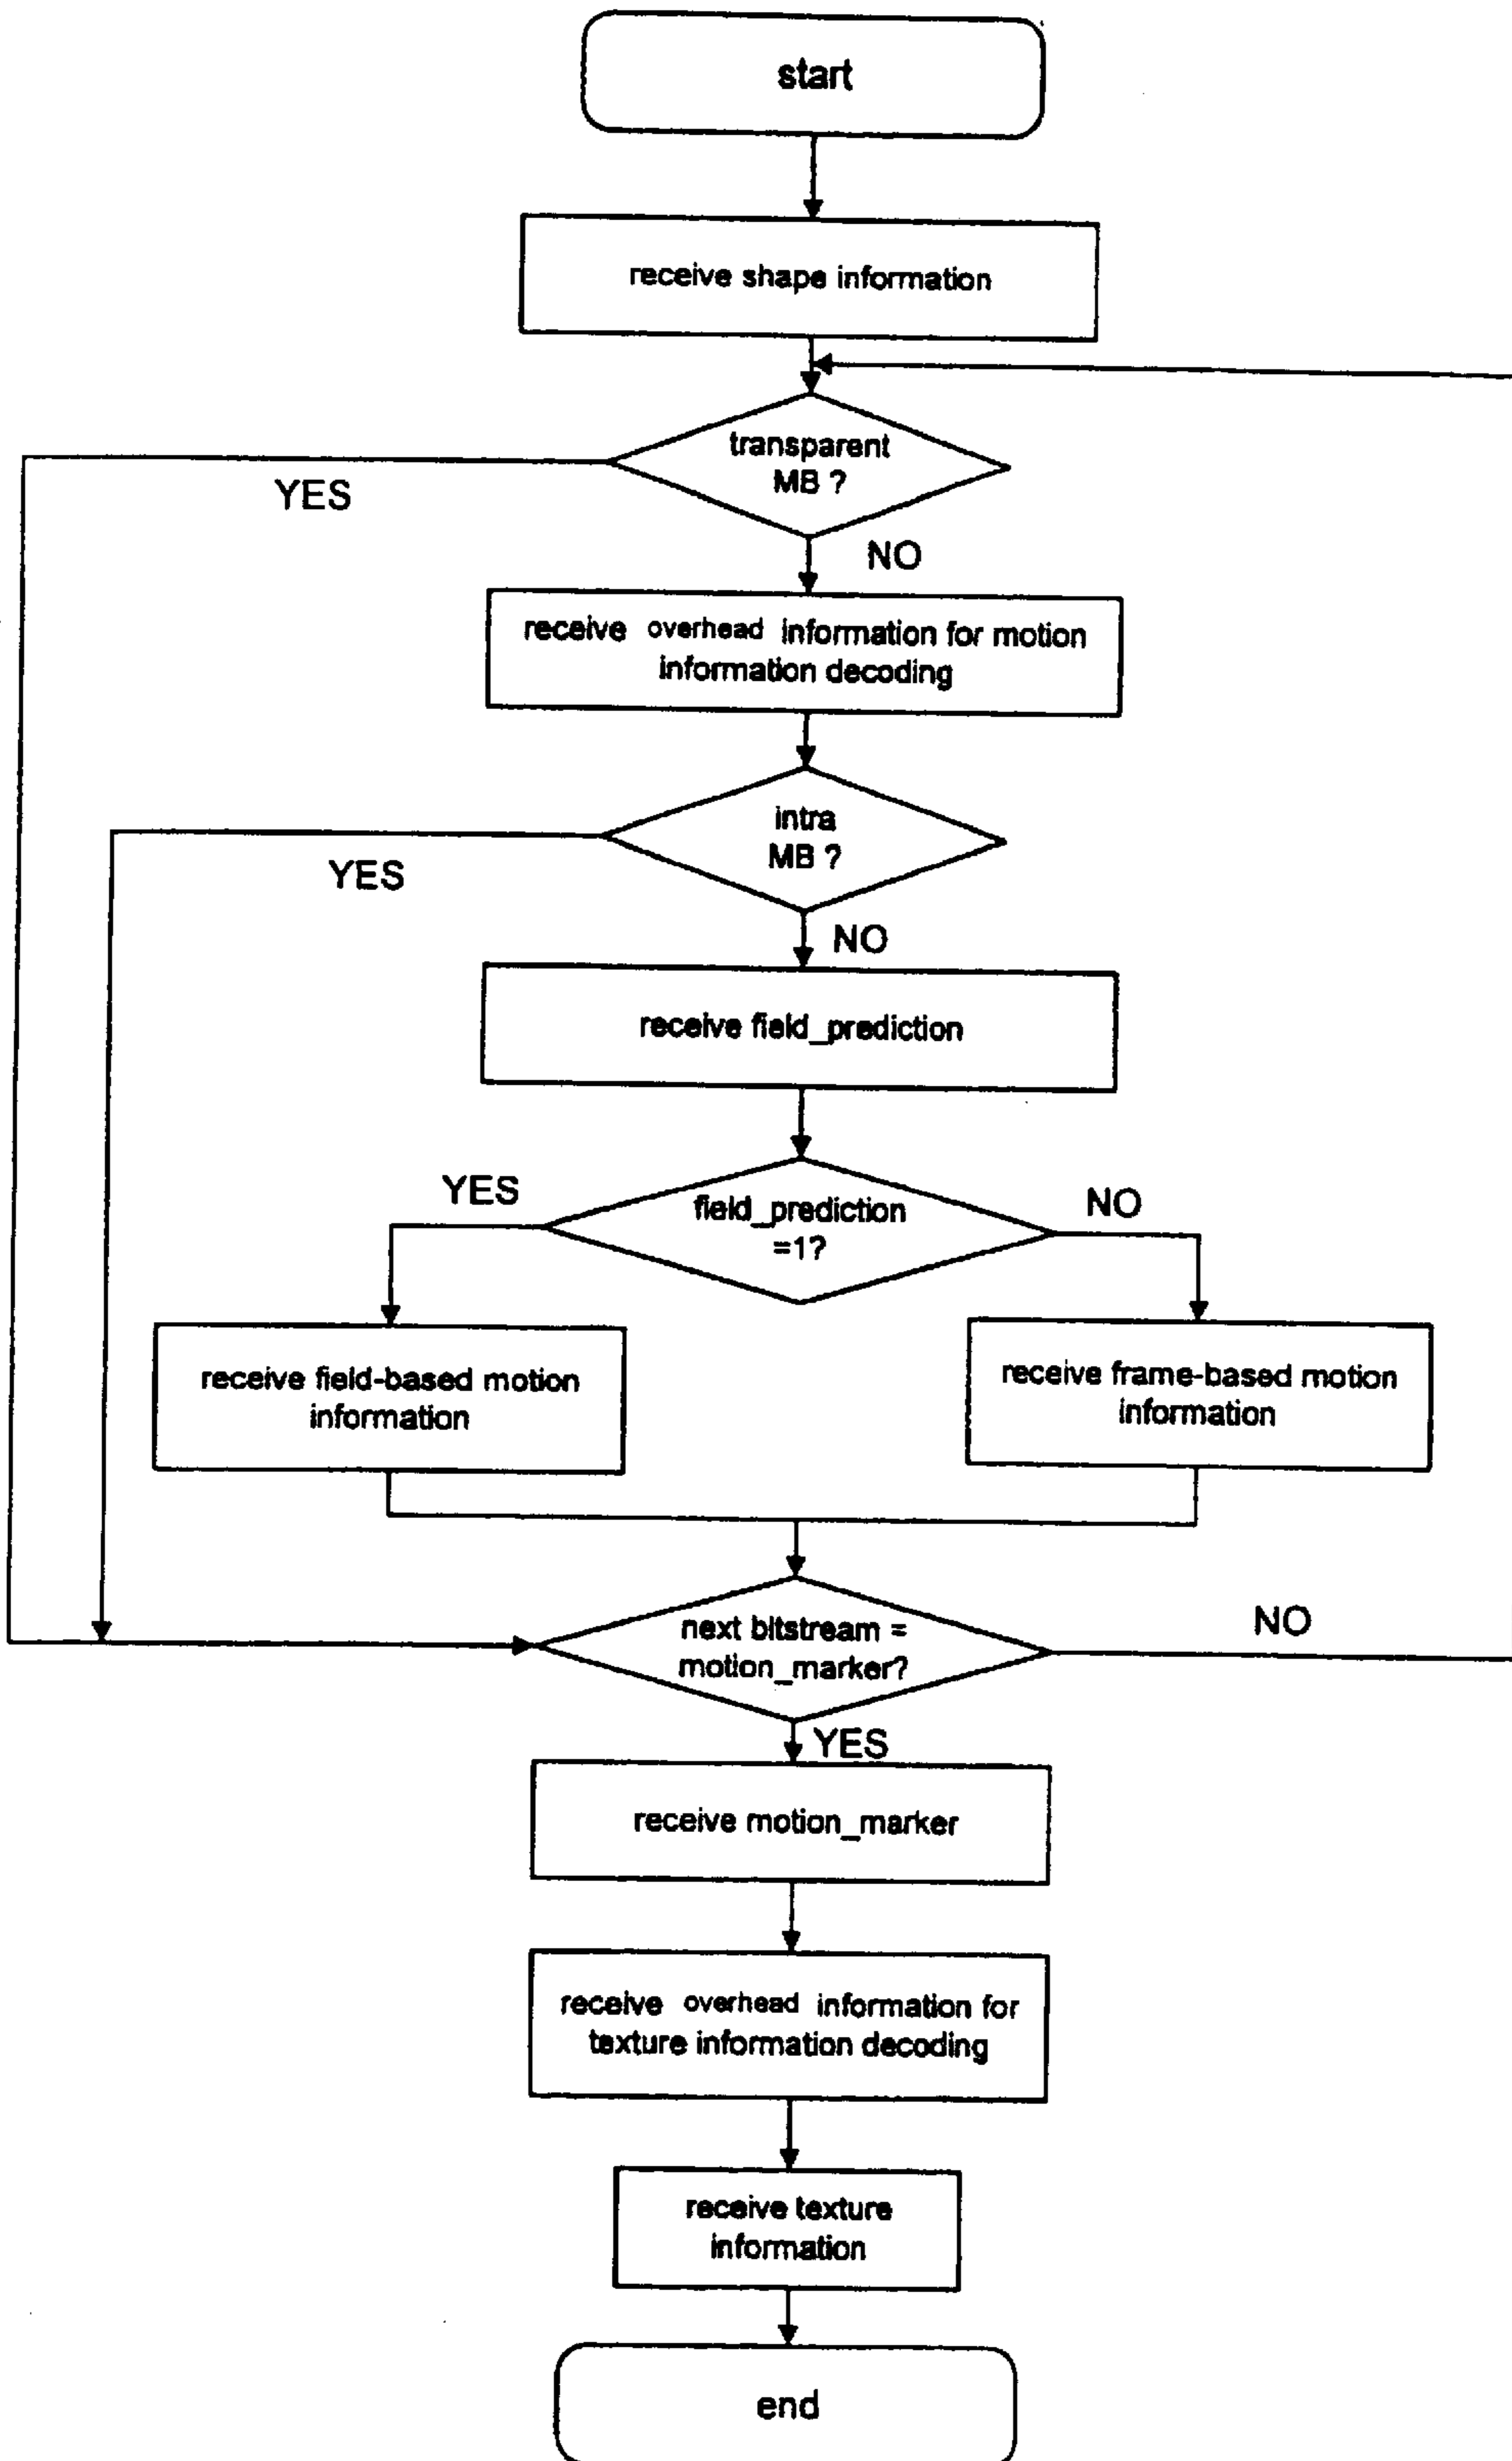 start
receive shape information
transparent
MB ?
YES
NO
receive overhead information for motion
information decoding
intra
MB ?
YES
NO
receive field_prediction
YES
field_prediction
=1?
NO
receive field-based motion
information
receive frame-based motion
information
next bitstream =
motion_marker?
NO
YES
receive motion_marker
receive overhead information for
texture information decoding
receive texture
information
end